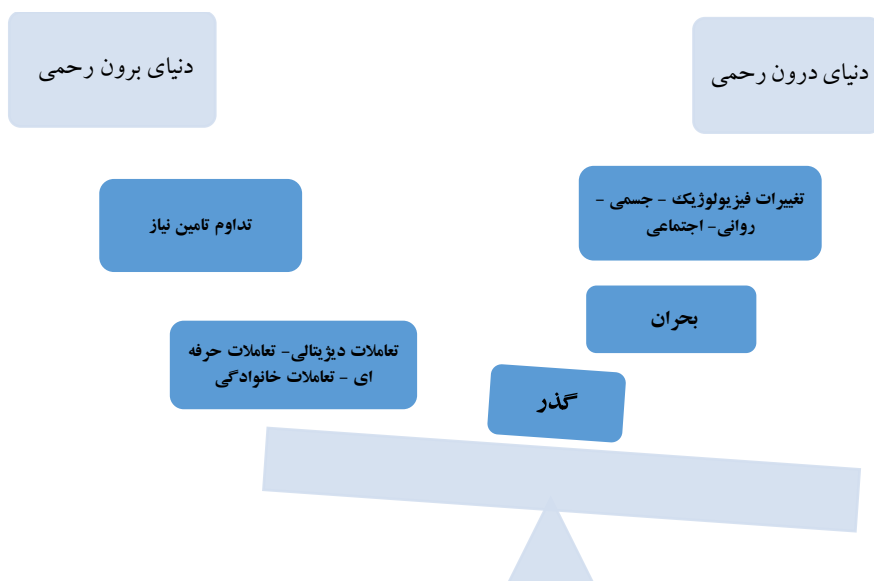 دنیای درون رحمی
دنیای برون رحمی
تغییرات فیزیولوژیک - جسمی -
روانی- اجتماعی
تداوم تامین نیاز
بحران
تعاملات دیژیتالی- تعاملات حرفه
ای - تعاملات خانوادگی
گذر